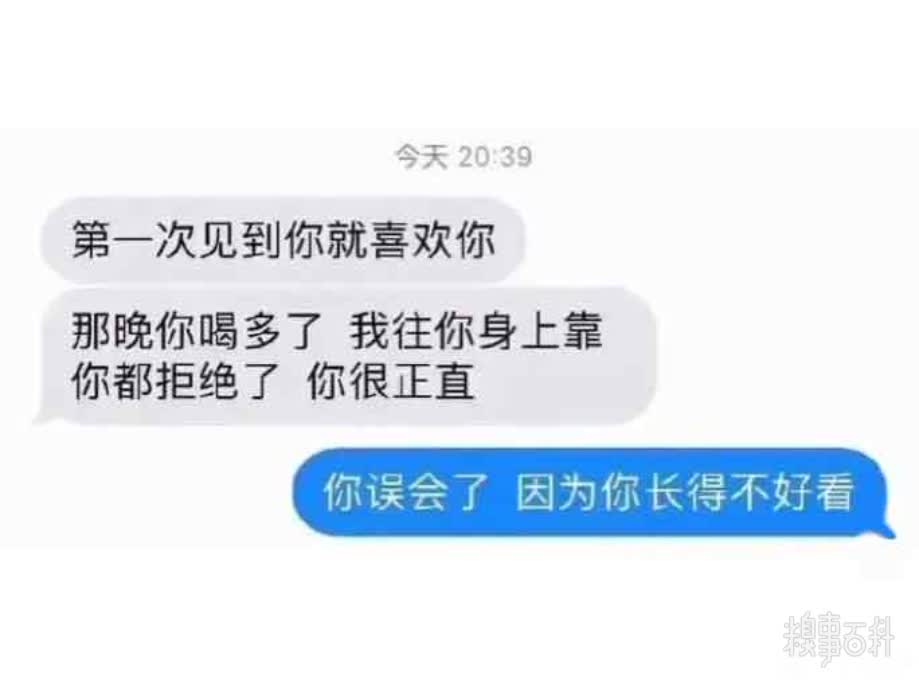 今天 20:39
第一次见到你就喜欢你
那晚你喝多了 我往你身上靠
你都拒绝了 你很正直
你误会了 因为你长得不好看
糗事百科